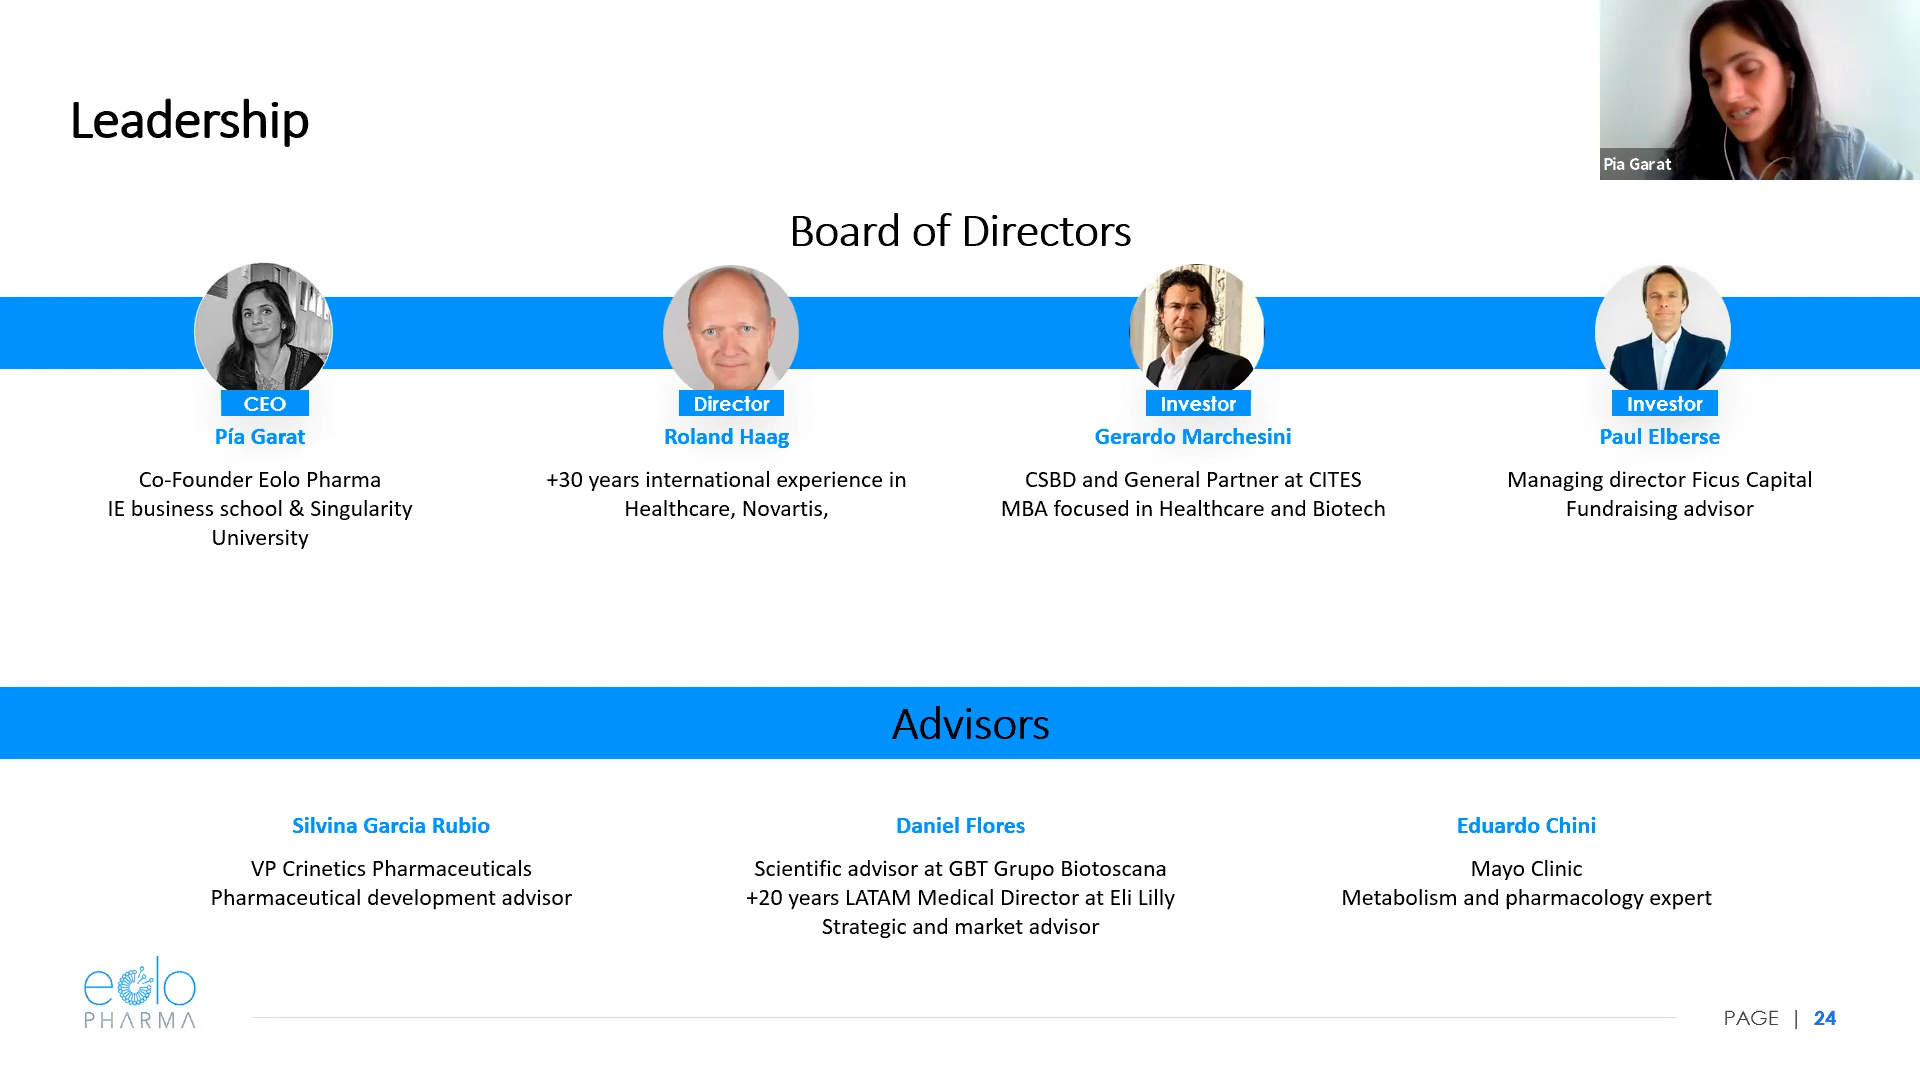 Leadership
Pia Garat
Board of Directors
CEO
Pía Garat
Co-Founder Eolo Pharma
IE business school & Singularity
University
Director
Roland Haag
+30 years international experience in
Healthcare, Novartis,
Investor
Gerardo Marchesini
CSBD and General Partner at CITES
MBA focused in Healthcare and Biotech
Investor
Paul Elberse
Managing director Ficus Capital
Fundraising advisor
Advisors
Silvina Garcia Rubio
VP Crinetics Pharmaceuticals
Pharmaceutical development advisor
Daniel Flores
Scientific advisor at GBT Grupo Biotoscana
+20 years LATAM Medical Director at Eli Lilly
Strategic and market advisor
Eduardo Chini
Mayo Clinic
Metabolism and pharmacology expert
eolo
PHARMA
PAGE | 24